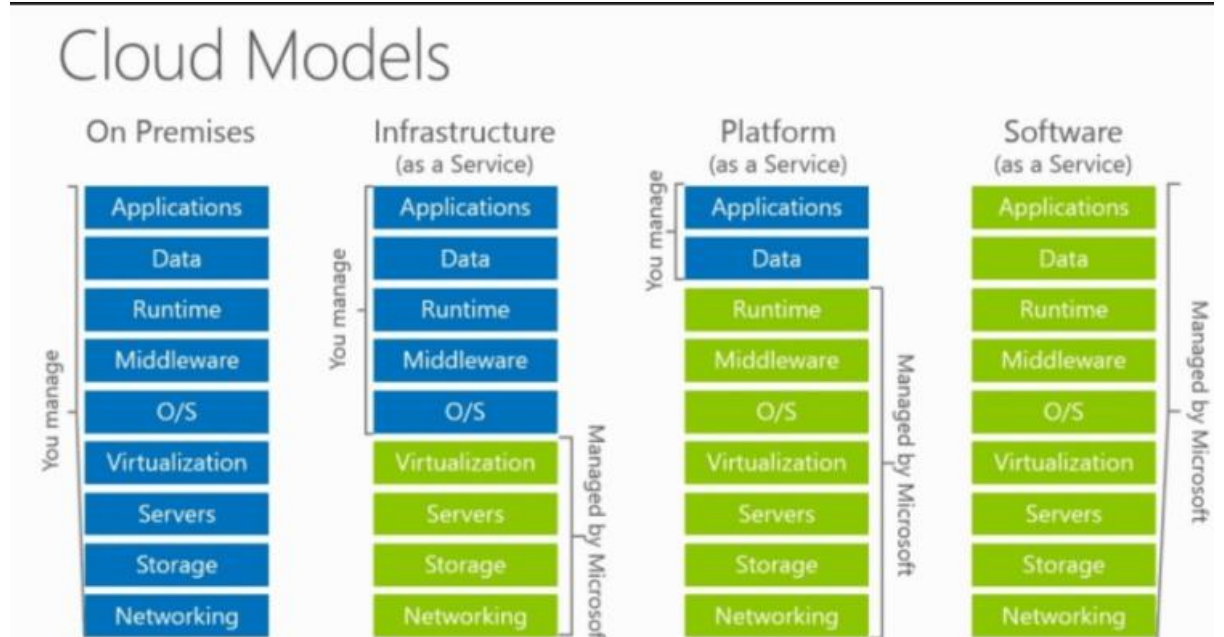 Cloud Models
On Premises
You manage
Applications
Data
Runtime
Middleware
O/S
Virtualization
Servers
Storage
Networking
Infrastructure
(as a Service)
You manage
Applications
Data
Runtime
Middleware
O/S
Virtualization
Servers
Storage
Networking
Managed by Microsof
Platform
(as a Service)
You manage
Applications
Data
Runtime
Middleware
O/S
Virtualization
Servers
Storage
Networking
Managed by Microsoft
Software
(as a Service)
Applications
Data
Runtime
Middleware
O/S
Virtualization
Servers
Storage
Networking
Managed by Microsoft